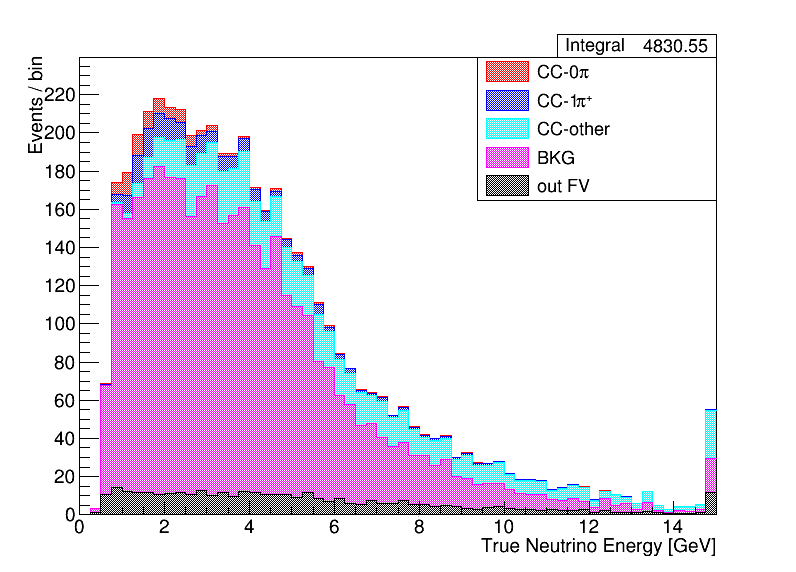 Integral 4830.55
Events / bin
CC-0π
CC-1π⁺
CC-other
BKG
out FV
220
200
180
160
140
120
100
80
60
40
20
0
0 2 4 6 8 10 12 14
True Neutrino Energy [GeV]